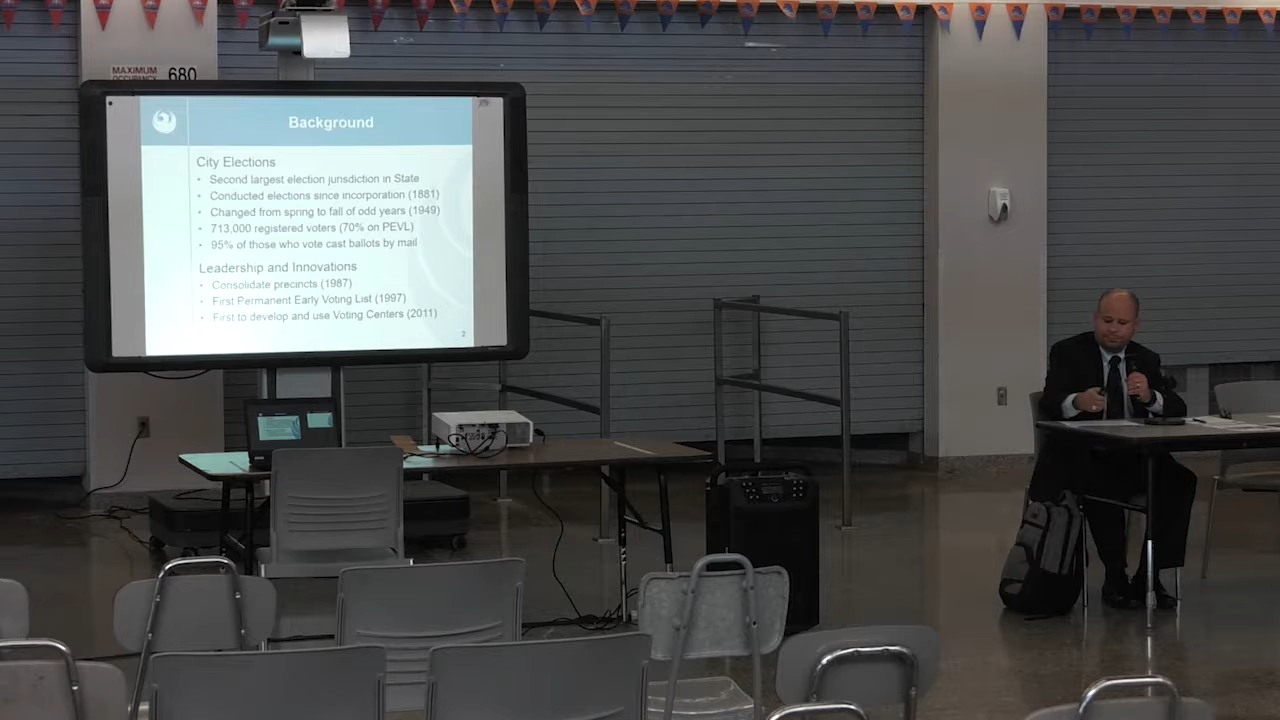 MAXIMUM
OCCUPANCY 680
Background
City Elections
• Second largest election jurisdiction in State
• Conducted elections since incorporation (1881)
• Changed from spring to fall of odd years (1949)
• 713,000 registered voters (70% on PEVL)
• 95% of those who vote cast ballots by mail
Leadership and Innovations
• Consolidate precincts (1987)
• First Permanent Early Voting List (1997)
• First to develop and use Voting Centers (2011)
2